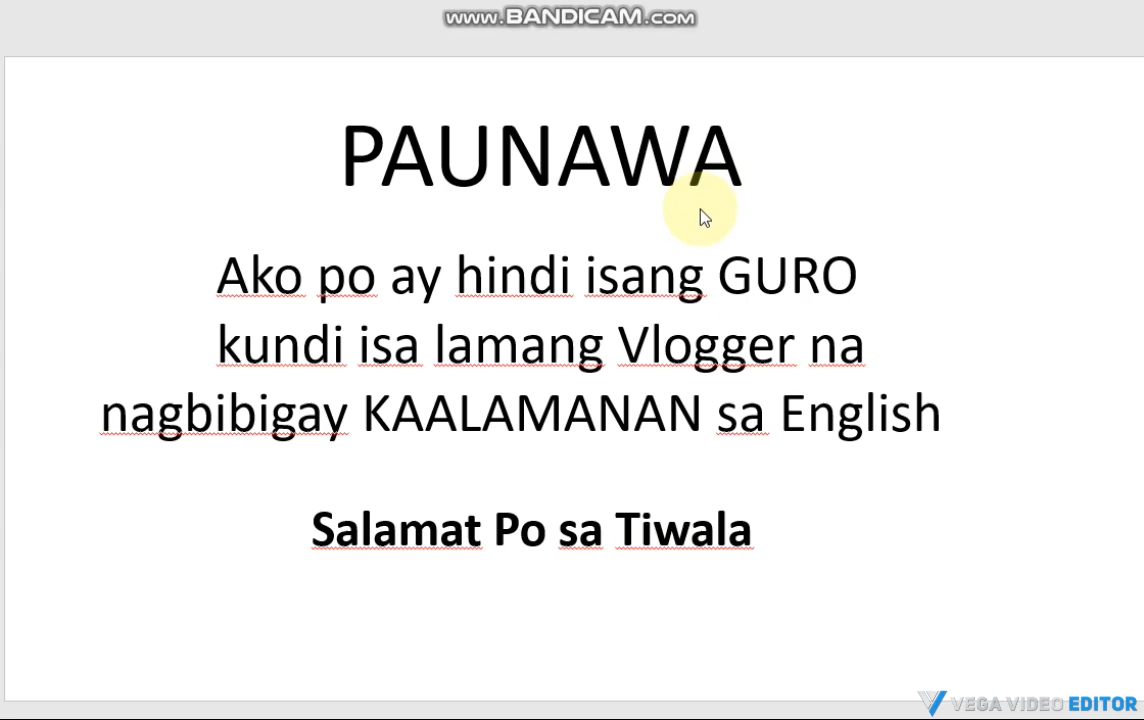 www.BANDICAM.com
PAUNAWA
Ako po ay hindi isang GURO
kundi isa lamang Vlogger na
nagbibigay KAALAMANAN sa English
Salamat Po sa Tiwala
VEGA VIDEO EDITOR